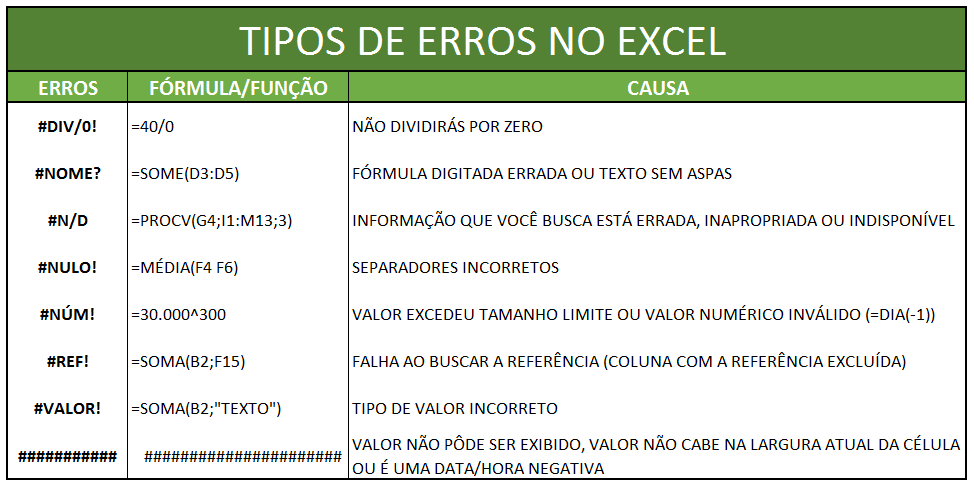 TIPOS DE ERROS NO EXCEL
ERROS FÓRMULA/FUNÇÃO CAUSA
#DIV/0! =40/0 NÃO DIVIDIRÁS POR ZERO
#NOME? =SOME(D3:D5) FÓRMULA DIGITADA ERRADA OU TEXTO SEM ASPAS
#N/D =PROCV(G4;I1:M13;3) INFORMAÇÃO QUE VOCÊ BUSCA ESTÁ ERRADA, INAPROPRIADA OU INDISPONÍVEL
#NULO! =MÉDIA(F4 F6) SEPARADORES INCORRETOS
#NÚM! =30.000^300 VALOR EXCEDEU TAMANHO LIMITE OU VALOR NUMÉRICO INVÁLIDO (=DIA(-1))
#REF! =SOMA(B2;F15) FALHA AO BUSCAR A REFERÊNCIA (COLUNA COM A REFERÊNCIA EXCLUÍDA)
#VALOR! =SOMA(B2;"TEXTO") TIPO DE VALOR INCORRETO
########### ###################### VALOR NÃO PÔDE SER EXIBIDO, VALOR NÃO CABE NA LARGURA ATUAL DA CÉLULA
OU É UMA DATA/HORA NEGATIVA